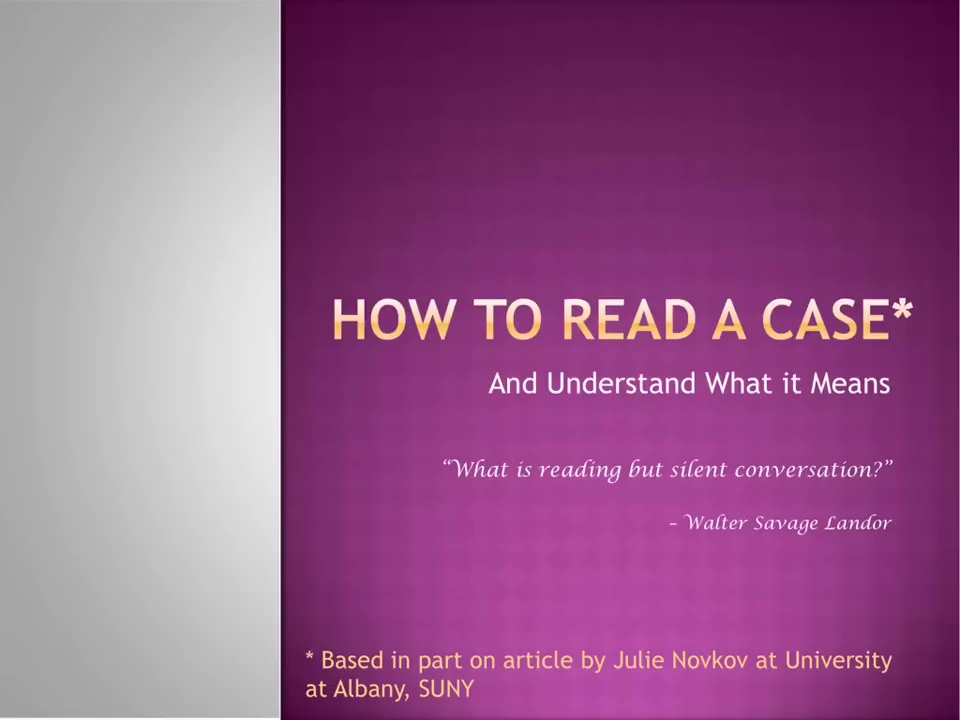 HOW TO READ A CASE*
And Understand What it Means
“What is reading but silent conversation?”
– Walter Savage Landor
* Based in part on article by Julie Novkov at University
at Albany, SUNY